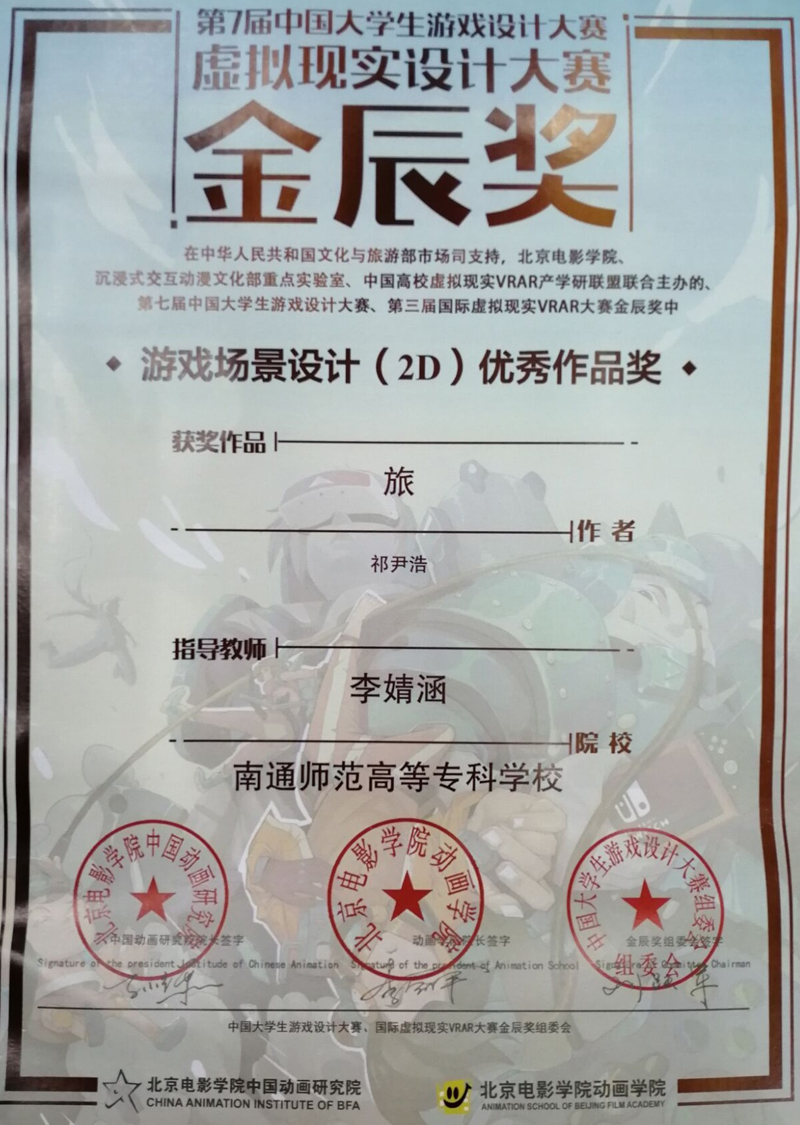 第7届中国大学生游戏设计大赛
虚拟现实设计大赛
金辰奖
在中华人民共和国文化与旅游部市场司支持，北京电影学院、
沉浸式交互动漫文化部重点实验室、中国高校虚拟现实VRAR产学研联盟联合主办的、
第七届中国大学生游戏设计大赛、第三届国际虚拟现实VRAR大赛金辰奖中
游戏场景设计（2D）优秀作品奖
获奖作品
旅
作者
祁尹浩
指导教师
李婧涵
院校
南通师范高等专科学校
北京电影学院中国动画研究院
北京电影学院动画学院
中国大学生游戏设计大赛组委会
组委会
中国动画研究院院长签字
动画学院院长签字
金辰奖组委会签字
Signature of the president Institude of Chinese Animation
Signature of the president of Animation School
Signature Committee Chairman
中国大学生游戏设计大赛、国际虚拟现实VRAR大赛金辰奖组委会
北京电影学院中国动画研究院
CHINA ANIMATION INSTITUTE OF BFA
北京电影学院动画学院
ANIMATION SCHOOL OF BEIJING FILM ACADEMY